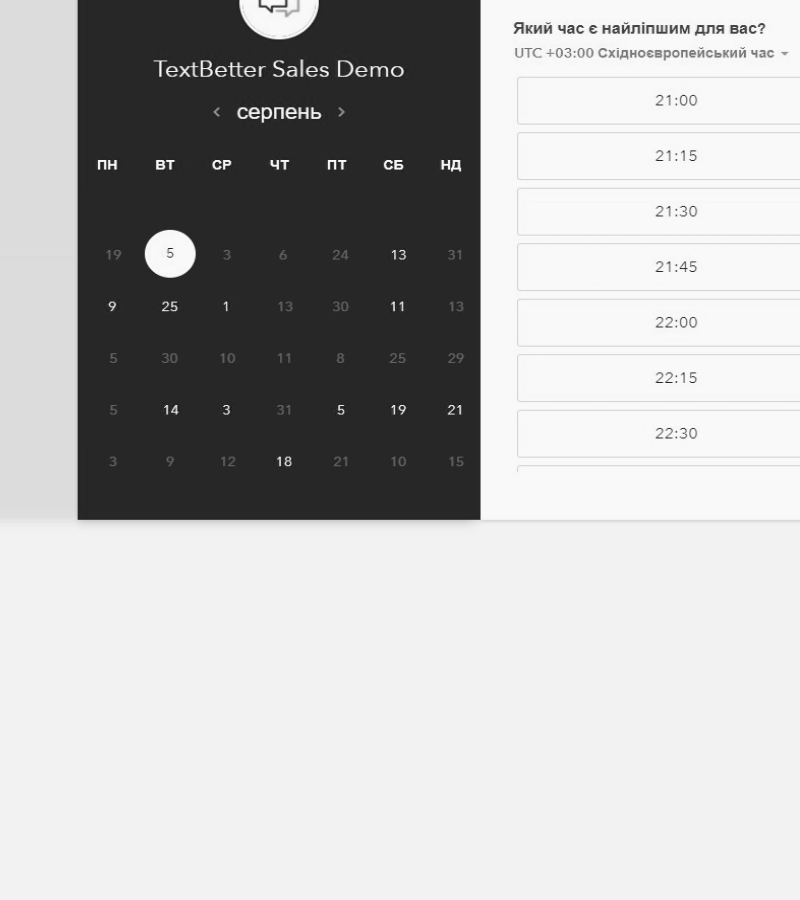 TextBetter Sales Demo
серпень
ПН ВТ СР ЧТ ПТ СБ НД
19 5 3 6 24 13 31
9 25 1 13 30 11 13
5 30 10 11 8 25 29
5 14 3 31 5 19 21
3 9 12 18 21 10 15
Який час є найліпшим для вас?
UTC +03:00 Східноєвропейський час
21:00
21:15
21:30
21:45
22:00
22:15
22:30